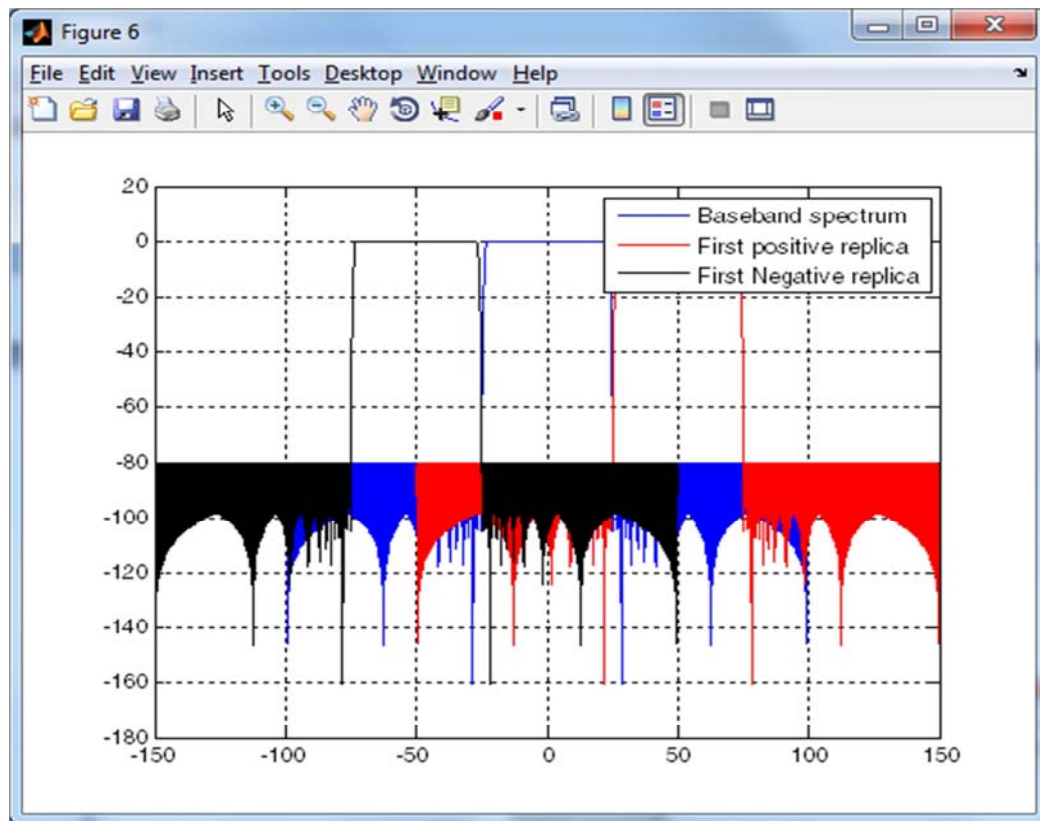 Figure 6
File Edit View Insert Tools Desktop Window Help
20
0
-20
-40
-60
-80
-100
-120
-140
-160
-180
Baseband spectrum
First positive replica
First Negative replica
-150 -100 -50 0 50 100 150